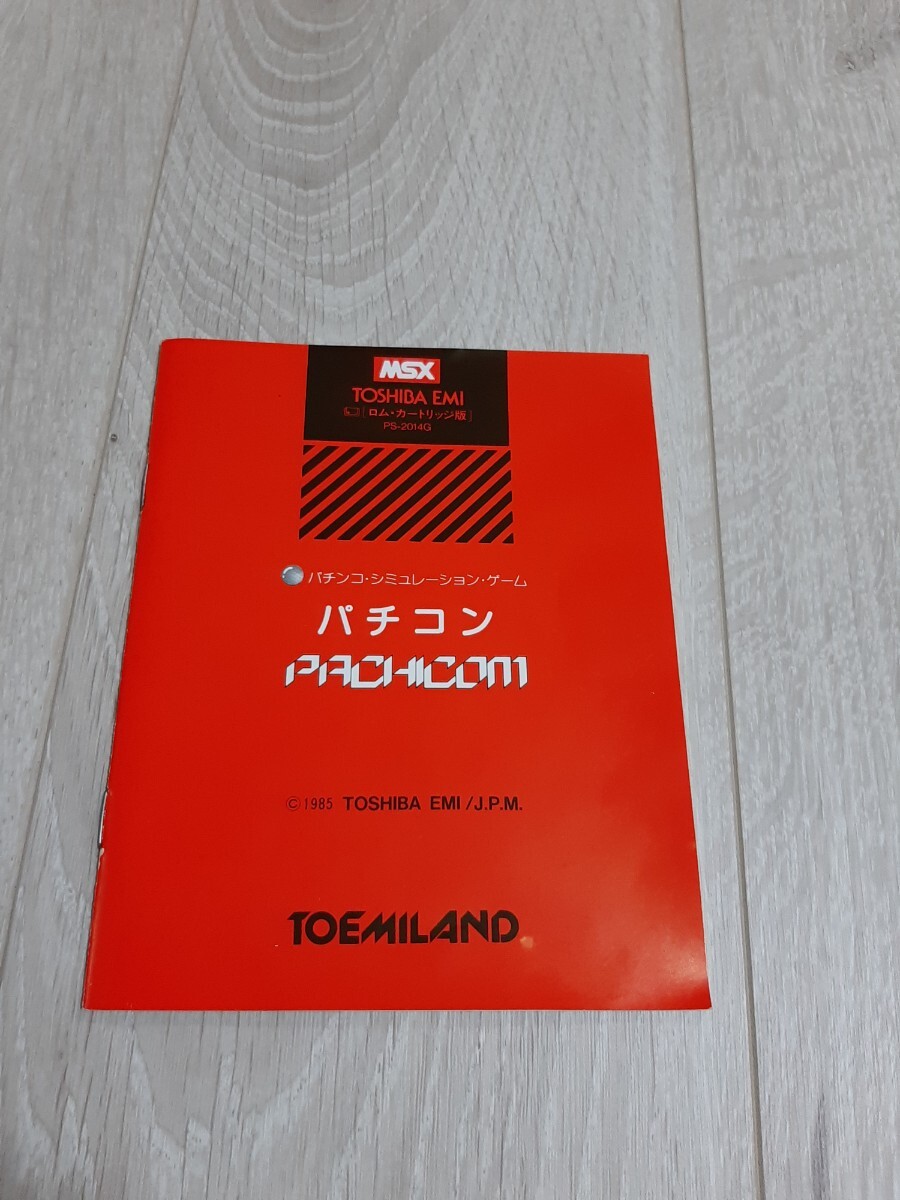 MSX
TOSHIBA EMI
[ロム・カートリッジ版]
PS-2014G
パチンコ・シミュレーション・ゲーム
パチコン
PACHICOM
©1985 TOSHIBA EMI /J.P.M.
TOEMILAND